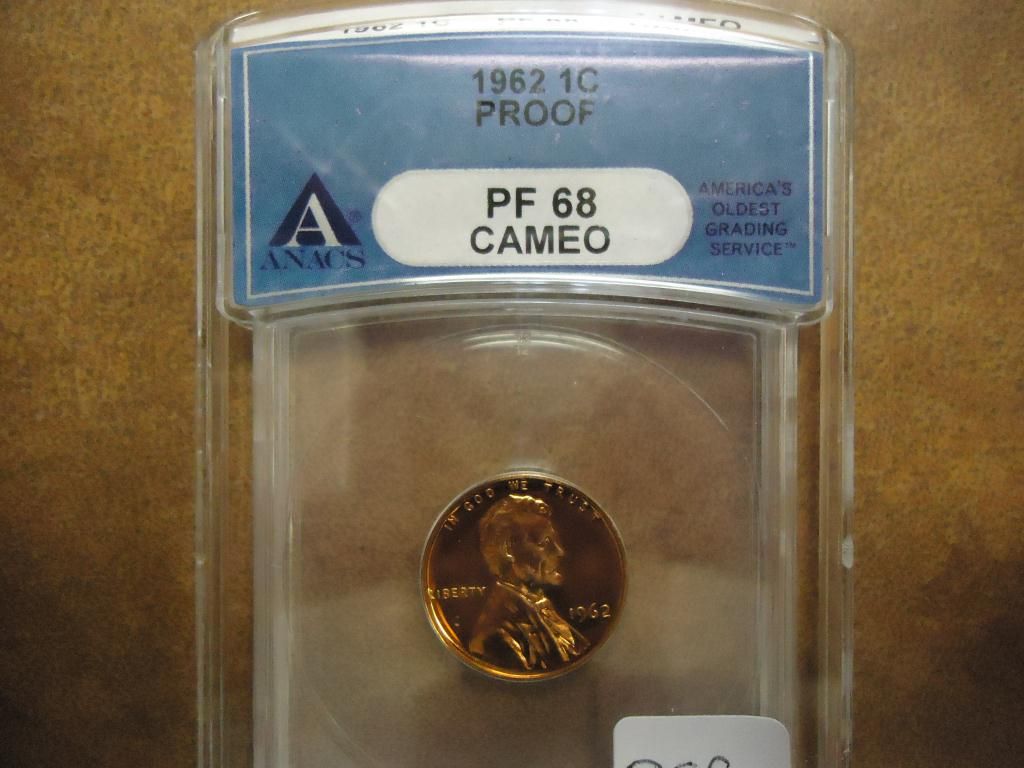 1962 1C
PROOF
PF 68
CAMEO
ANACS
AMERICA'S
OLDEST
GRADING
SERVICE™
IN GOD WE TRUST
LIBERTY
1962